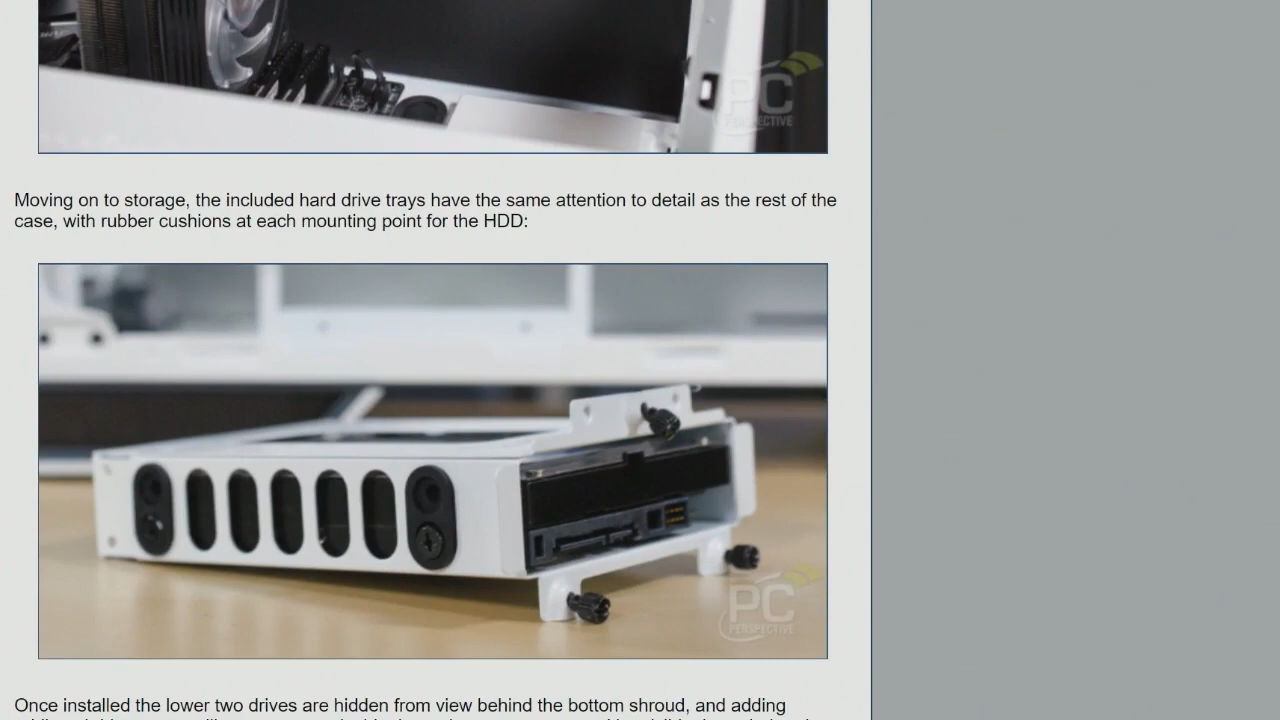 PC
PERSPECTIVE
Moving on to storage, the included hard drive trays have the same attention to detail as the rest of the
case, with rubber cushions at each mounting point for the HDD:
PC
PERSPECTIVE
Once installed the lower two drives are hidden from view behind the bottom shroud, and adding